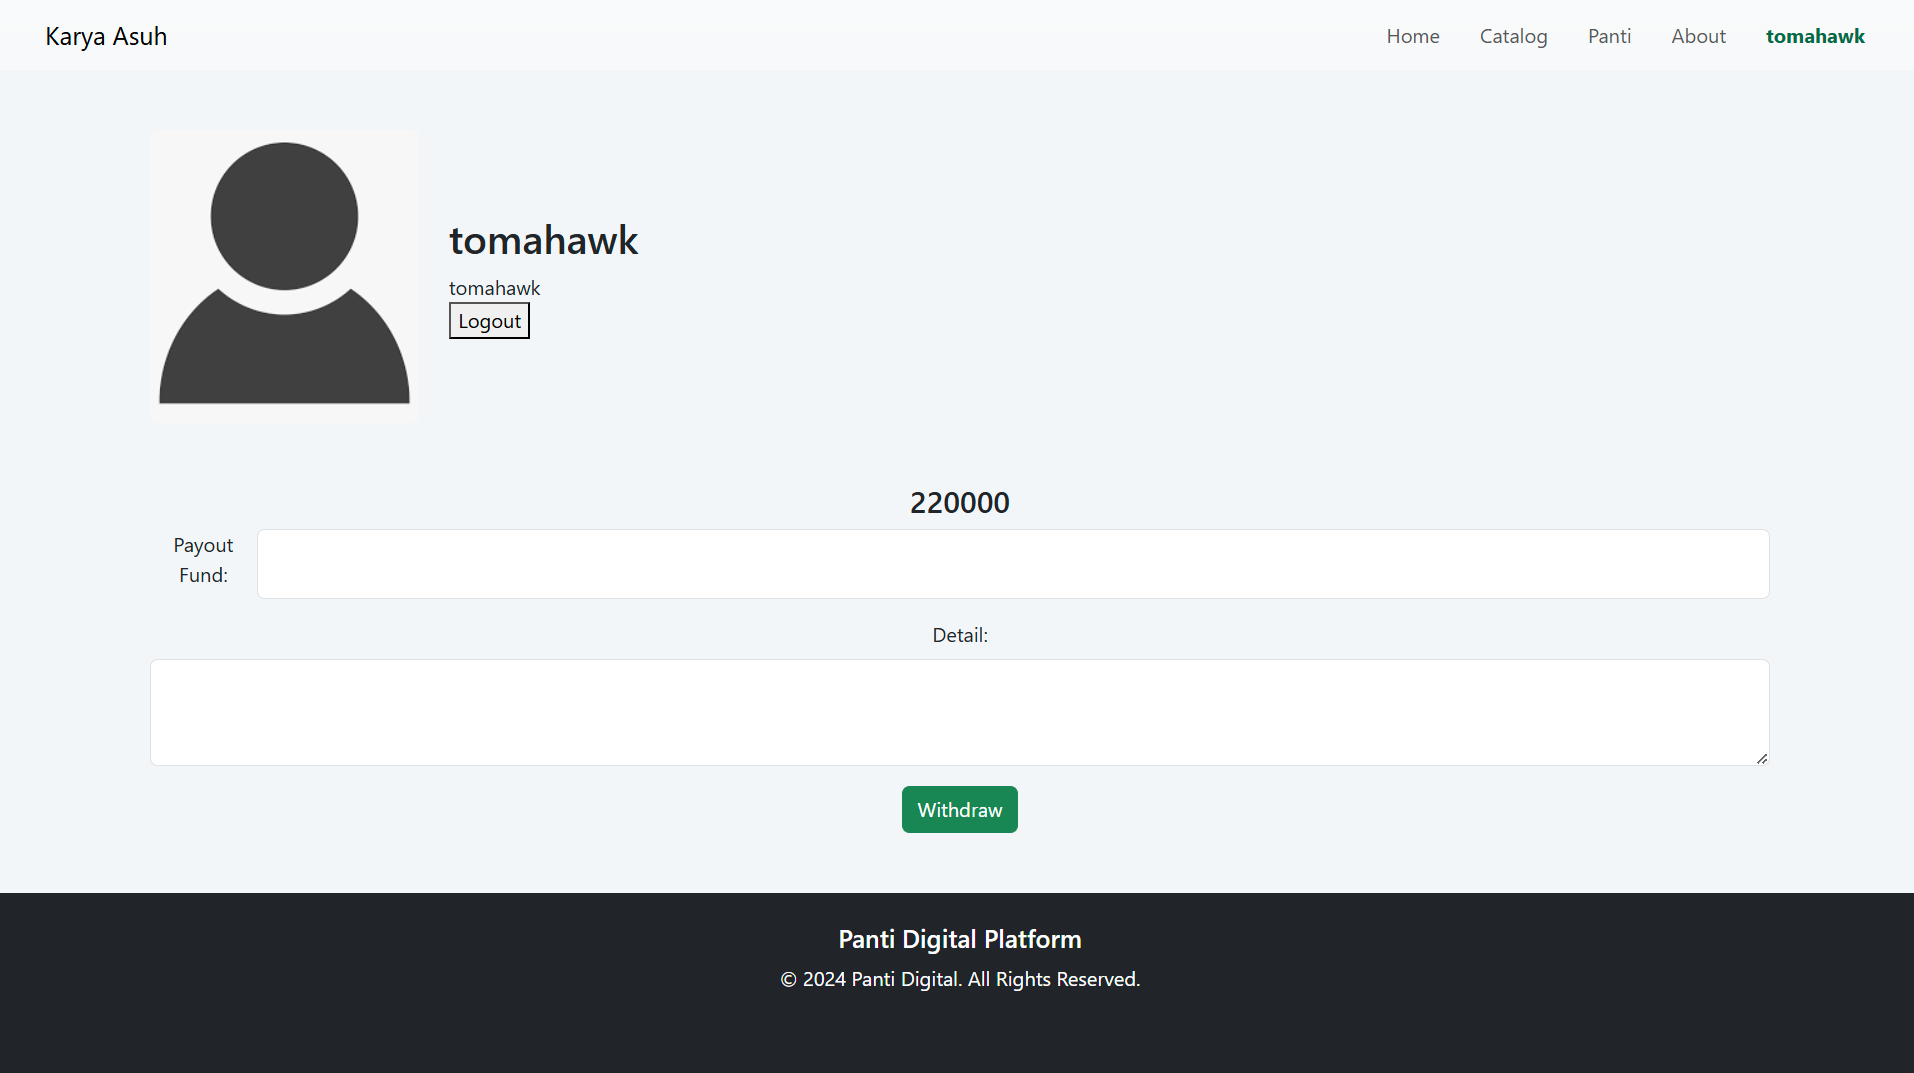 Karya Asuh
Home Catalog Panti About tomahawk
tomahawk
tomahawk
Logout
220000
Payout
Fund:
Detail:
Withdraw
Panti Digital Platform
© 2024 Panti Digital. All Rights Reserved.